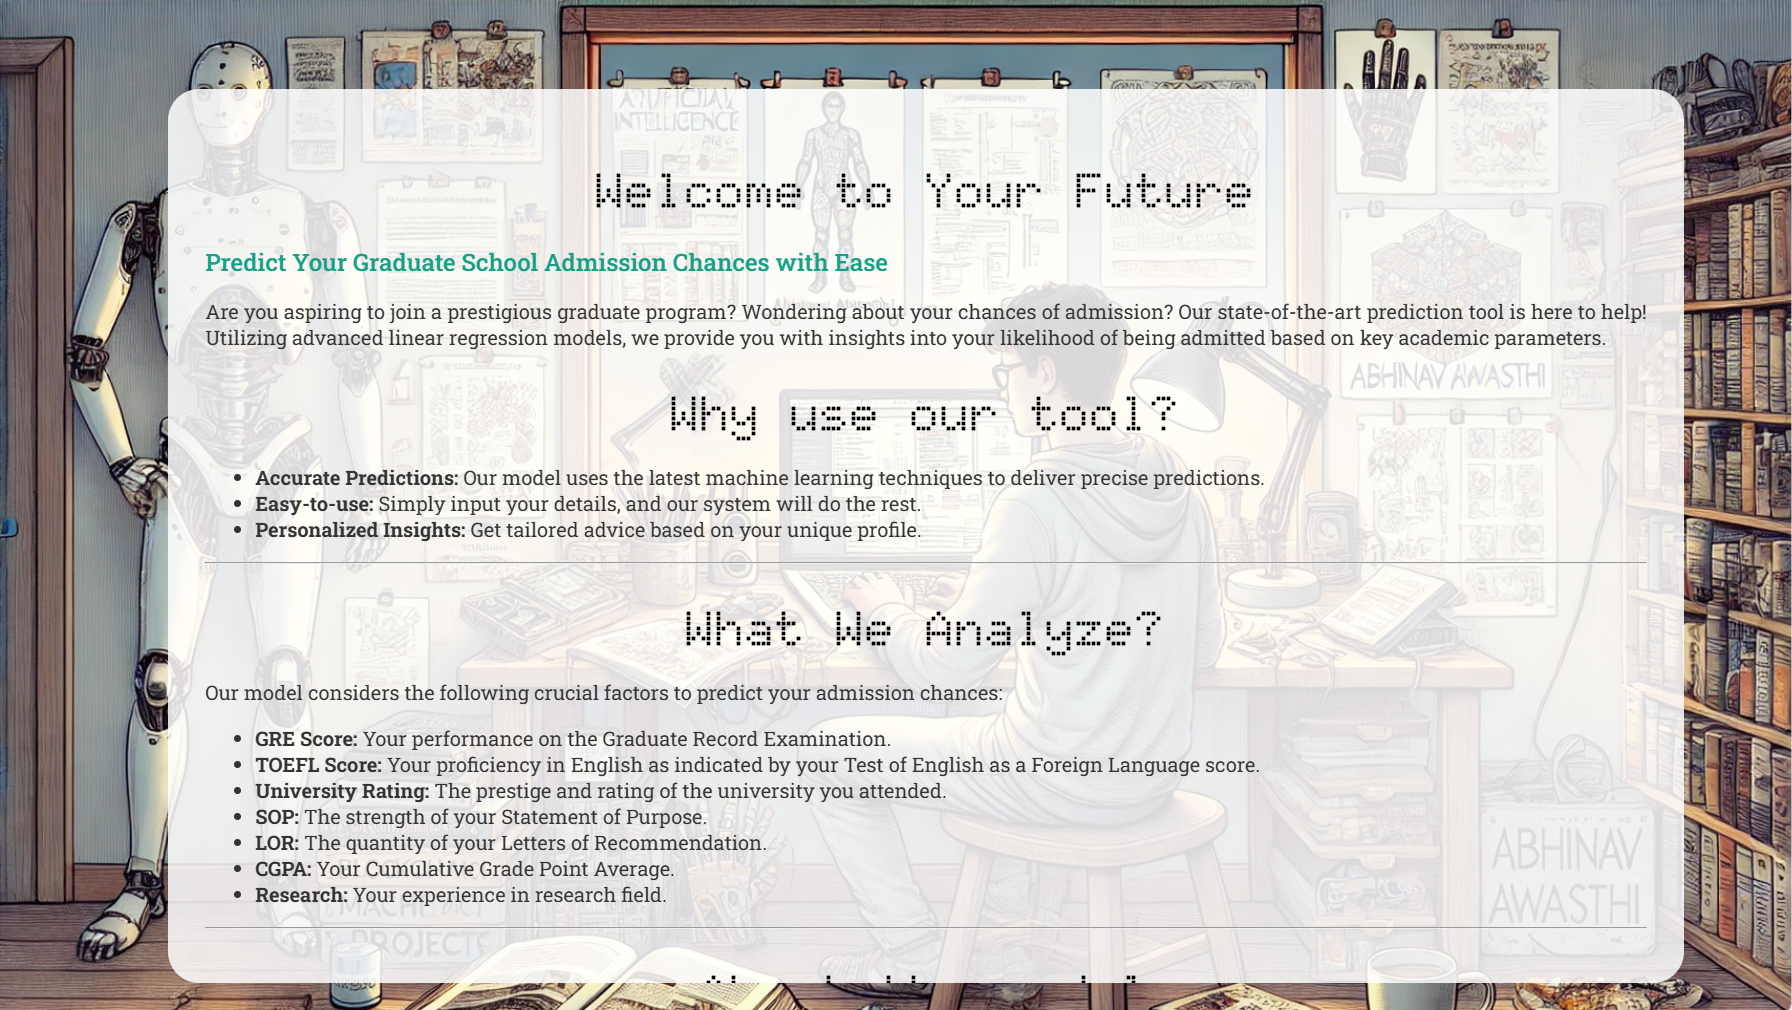 ARTIFICIAL
INTELLIGENCE
Welcome to Your Future
Predict Your Graduate School Admission Chances with Ease
Are you aspiring to join a prestigious graduate program? Wondering about your chances of admission? Our state-of-the-art prediction tool is here to help!
Utilizing advanced linear regression models, we provide you with insights into your likelihood of being admitted based on key academic parameters.
ABHINAV AWASTHI
Why use our tool?
• Accurate Predictions: Our model uses the latest machine learning techniques to deliver precise predictions.
• Easy-to-use: Simply input your details, and our system will do the rest.
• Personalized Insights: Get tailored advice based on your unique profile.
What We Analyze?
Our model considers the following crucial factors to predict your admission chances:
• GRE Score: Your performance on the Graduate Record Examination.
• TOEFL Score: Your proficiency in English as indicated by your Test of English as a Foreign Language score.
• University Rating: The prestige and rating of the university you attended.
• SOP: The strength of your Statement of Purpose.
• LOR: The quantity of your Letters of Recommendation.
• CGPA: Your Cumulative Grade Point Average.
• Research: Your experience in research field.
ABHINAV
AWASTHI
PROJECTS